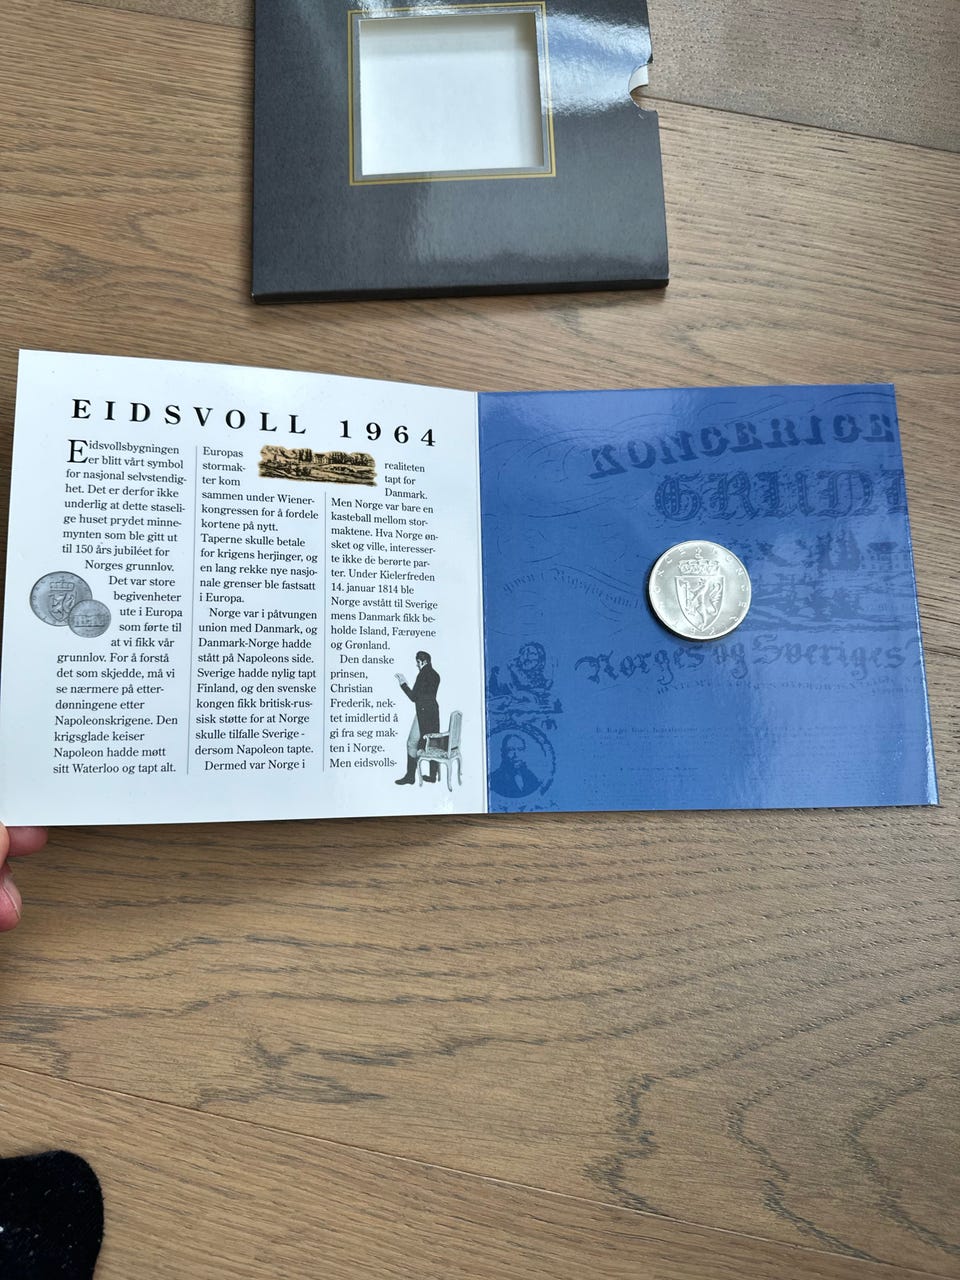 EIDSVOLL 1964
Eidsvollsbygningen
er blitt vårt symbol
for nasjonal selvstendig-
het. Det er derfor ikke
underlig at dette staseli-
ge huset prydet minne-
mynten som ble gitt ut
til 150 års jubiléet for
Norges grunnlov.
Det var store
begivenheter
ute i Europa
som førte til
at vi fikk vår
grunnlov. For å forstå
det som skjedde, må vi
se nærmere på etter-
dønningene etter
Napoleonskrigene. Den
krigsglade keiser
Napoleon hadde møtt
sitt Waterloo og tapt alt.
Europas
stormak-
ter kom
sammen under Wiener-
kongressen for å fordele
kortene på nytt.
Taperne skulle betale
for krigens herjinger, og
en lang rekke nye nasjo-
nale grenser ble fastsatt
i Europa.
Norge var i påtvungen
union med Danmark, og
Danmark-Norge hadde
stått på Napoleons side.
Sverige hadde nylig tapt
Finland, og den svenske
kongen fikk britisk-rus-
sisk støtte for at Norge
skulle tilfalle Sverige -
dersom Napoleon tapte.
Dermed var Norge i
realiteten
tapt for
Danmark.
Men Norge var bare en
kasteball mellom stor-
maktene. Hva Norge øn-
sket og ville, interesser-
te ikke de berørte par-
ter. Under Kielerfreden
14. januar 1814 ble
Norge avstått til Sverige
mens Danmark fikk be-
holde Island, Færøyene
og Grønland.
Den danske
prinsen,
Christian
Frederik, nek-
tet imidlertid å
gi fra seg mak-
ten i Norge.
Men eidsvolls-
GRUND
Norges og Sveriges